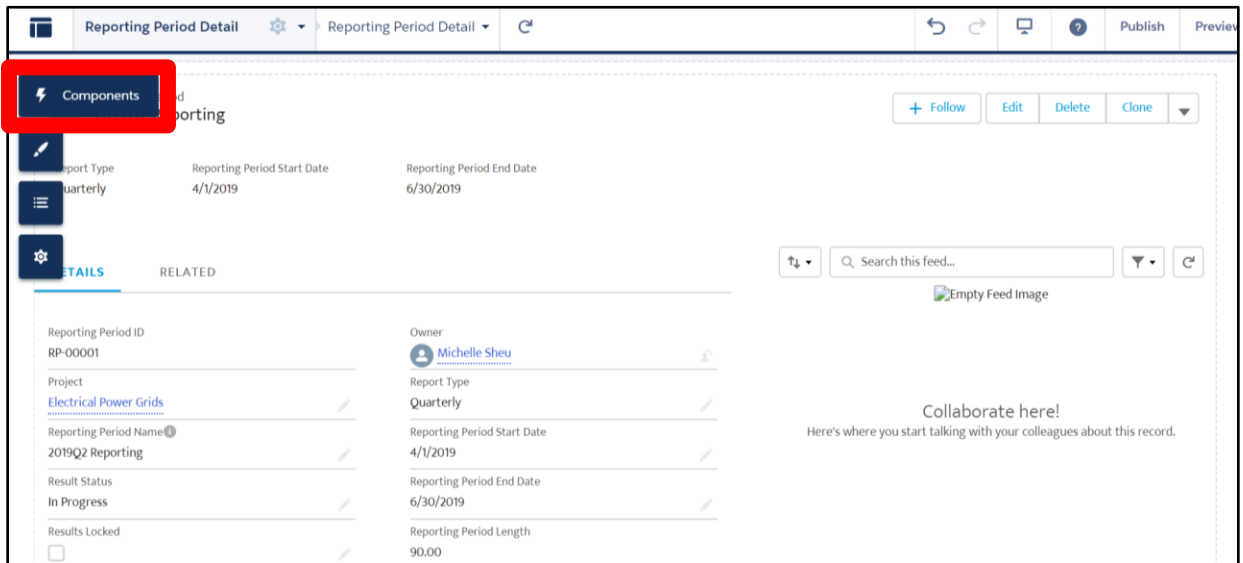 Reporting Period Detail
Reporting Period Detail
?
Publish
Preview
Components
orting
+ Follow
Edit
Delete
Clone
port Type
Reporting Period Start Date
Reporting Period End Date
uarterly
4/1/2019
6/30/2019
ETAILS
RELATED
Search this feed...
Empty Feed Image
Reporting Period ID
Owner
RP-00001
Michelle Sheu
Project
Report Type
Electrical Power Grids
Quarterly
Collaborate here!
Here's where you start talking with your colleagues about this record.
Reporting Period Name
Reporting Period Start Date
2019Q2 Reporting
4/1/2019
Result Status
Reporting Period End Date
In Progress
6/30/2019
Results Locked
Reporting Period Length
90.00